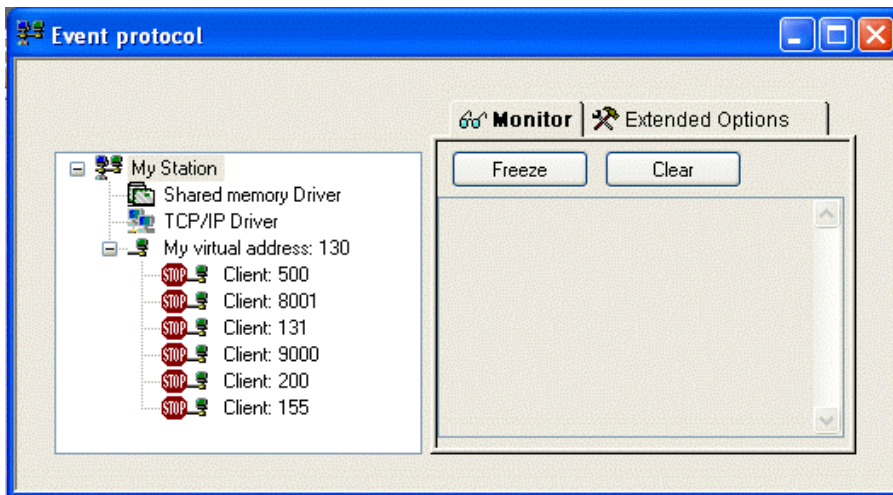 Event protocol
Monitor
Extended Options
My Station
Shared memory Driver
TCP/IP Driver
My virtual address: 130
STOP Client: 500
STOP Client: 8001
STOP Client: 131
STOP Client: 9000
STOP Client: 200
STOP Client: 155
Freeze
Clear